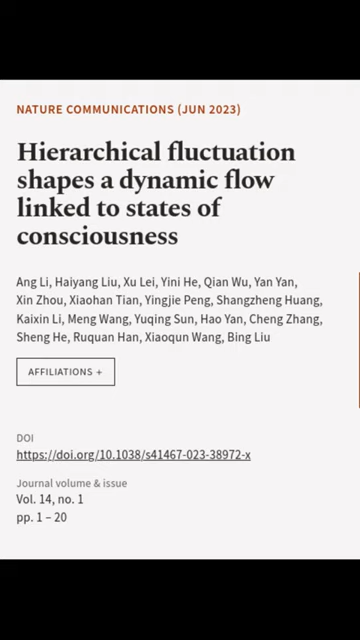 NATURE COMMUNICATIONS (JUN 2023)
Hierarchical fluctuation
shapes a dynamic flow
linked to states of
consciousness
Ang Li, Haiyang Liu, Xu Lei, Yini He, Qian Wu, Yan Yan,
Xin Zhou, Xiaohan Tian, Yingjie Peng, Shangzheng Huang,
Kaixin Li, Meng Wang, Yuqing Sun, Hao Yan, Cheng Zhang,
Sheng He, Ruquan Han, Xiaoqun Wang, Bing Liu
AFFILIATIONS +
DOI
https://doi.org/10.1038/s41467-023-38972-x
Journal volume & issue
Vol. 14, no. 1
pp. 1 – 20